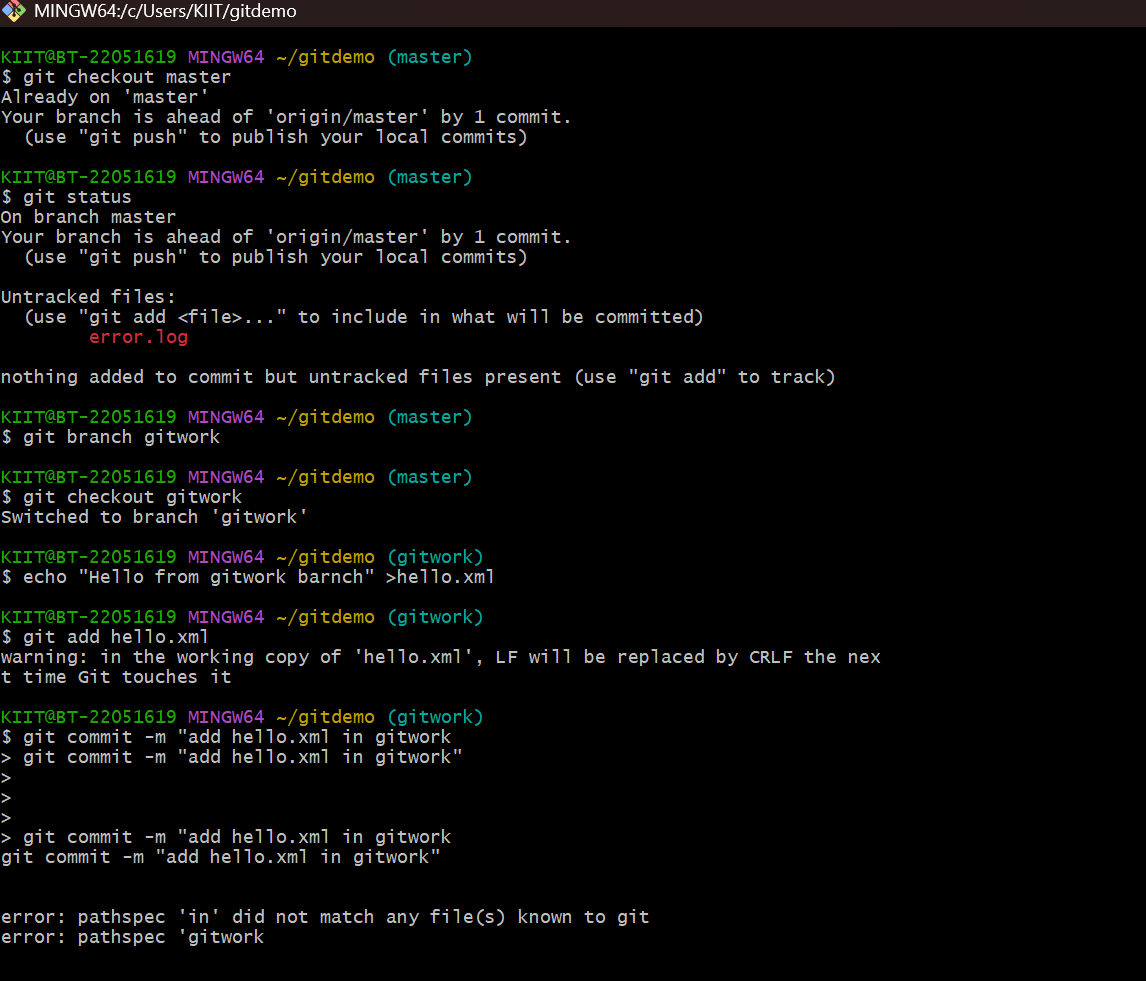 MINGW64:/c/Users/KIIT/gitdemo
KIIT@BT-22051619 MINGW64 ~/gitdemo (master)
$ git checkout master
Already on 'master'
Your branch is ahead of 'origin/master' by 1 commit.
  (use "git push" to publish your local commits)
KIIT@BT-22051619 MINGW64 ~/gitdemo (master)
$ git status
On branch master
Your branch is ahead of 'origin/master' by 1 commit.
  (use "git push" to publish your local commits)
Untracked files:
  (use "git add <file>..." to include in what will be committed)
        error.log
nothing added to commit but untracked files present (use "git add" to track)
KIIT@BT-22051619 MINGW64 ~/gitdemo (master)
$ git branch gitwork
KIIT@BT-22051619 MINGW64 ~/gitdemo (master)
$ git checkout gitwork
Switched to branch 'gitwork'
KIIT@BT-22051619 MINGW64 ~/gitdemo (gitwork)
$ echo "Hello from gitwork barnch" >hello.xml
KIIT@BT-22051619 MINGW64 ~/gitdemo (gitwork)
$ git add hello.xml
warning: in the working copy of 'hello.xml', LF will be replaced by CRLF the nex
t time Git touches it
KIIT@BT-22051619 MINGW64 ~/gitdemo (gitwork)
$ git commit -m "add hello.xml in gitwork
> git commit -m "add hello.xml in gitwork"
>
>
>
> git commit -m "add hello.xml in gitwork
git commit -m "add hello.xml in gitwork"
error: pathspec 'in' did not match any file(s) known to git
error: pathspec 'gitwork